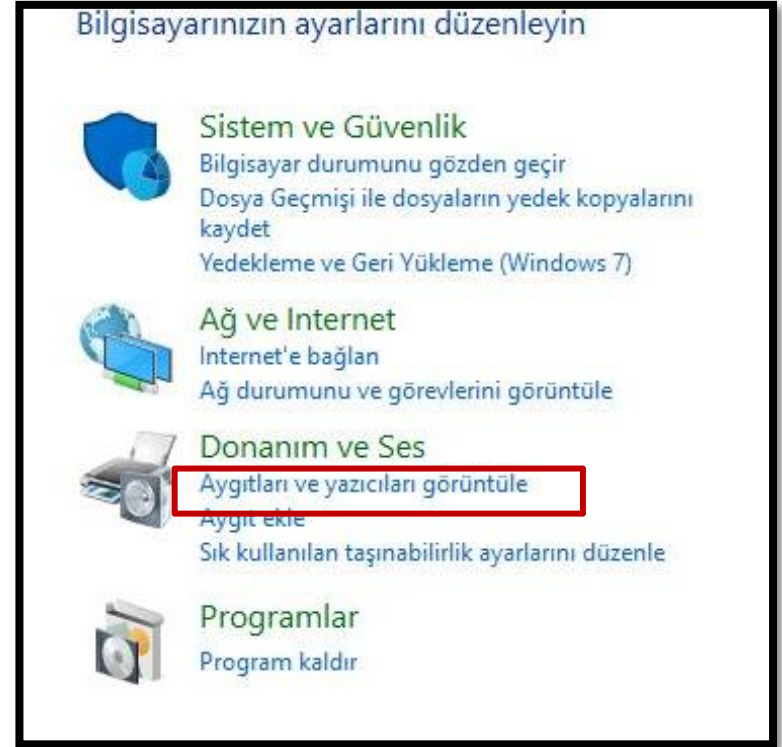 Bilgisayarınızın ayarlarını düzenleyin
Sistem ve Güvenlik
Bilgisayar durumunu gözden geçir
Dosya Geçmişi ile dosyaların yedek kopyalarını
kaydet
Yedekleme ve Geri Yükleme (Windows 7)
Ağ ve Internet
Internet'e bağlan
Ağ durumunu ve görevlerini görüntüle
Donanım ve Ses
Aygıtları ve yazıcıları görüntüle
Aygıt ekle
Sık kullanılan taşınabilirlik ayarlarını düzenle
Programlar
Program kaldır